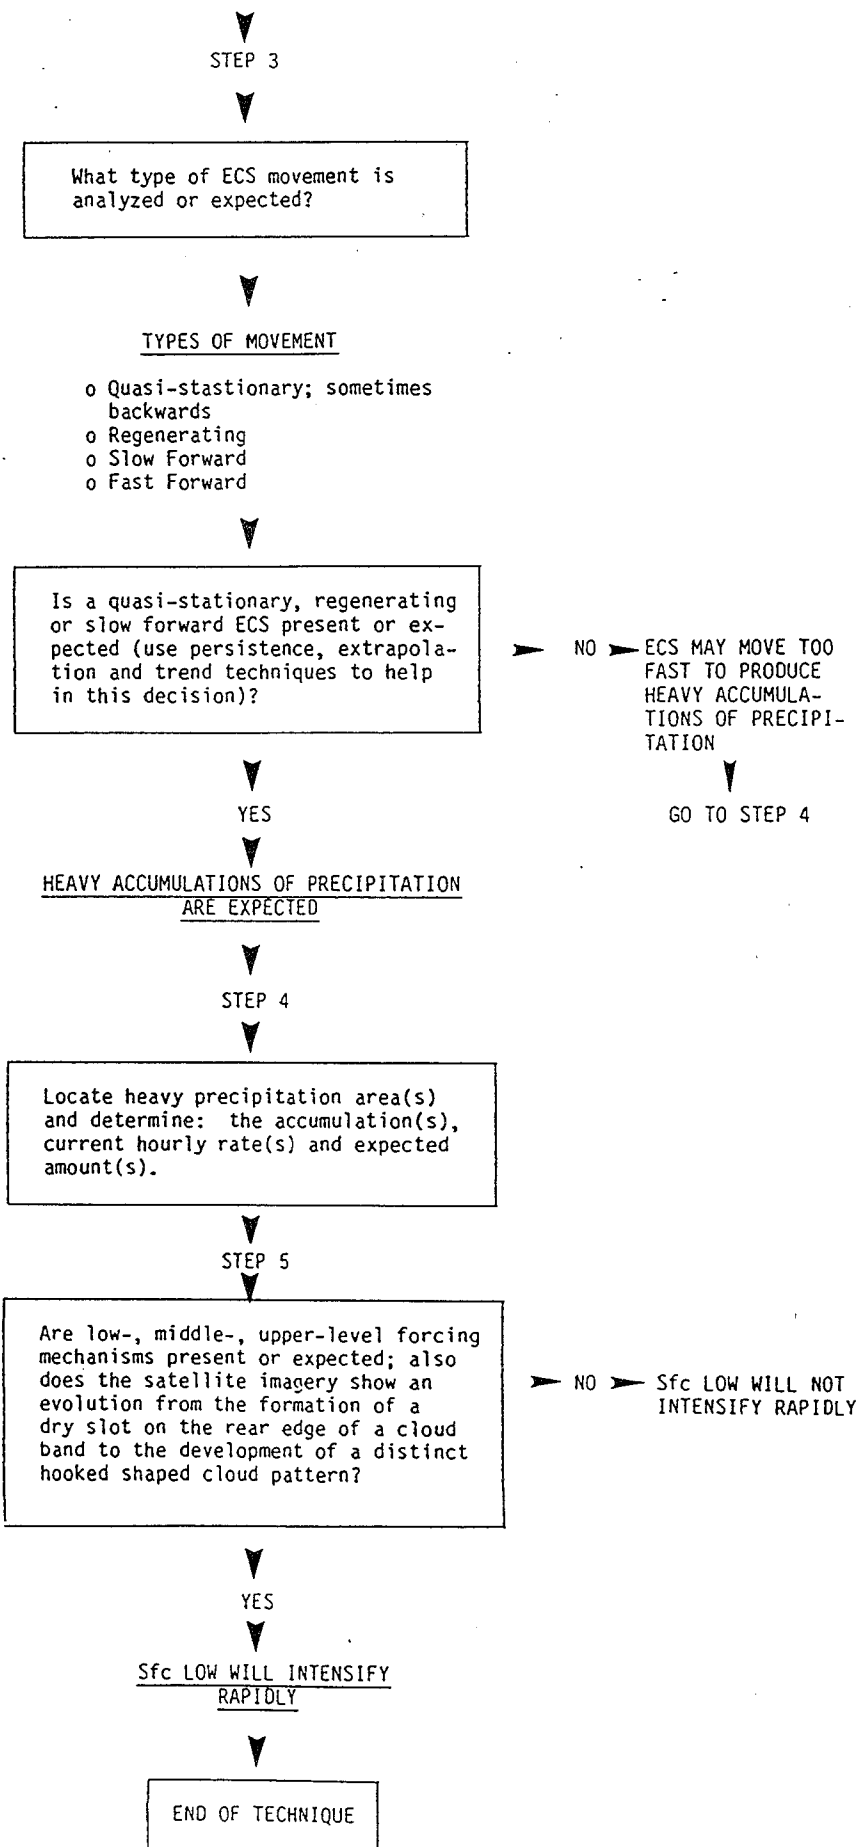 STEP 3
What type of ECS movement is
analyzed or expected?
TYPES OF MOVEMENT
o Quasi-stastionary; sometimes
backwards
o Regenerating
o Slow Forward
o Fast Forward
Is a quasi-stationary, regenerating
or slow forward ECS present or ex-
pected (use persistence, extrapola-
tion and trend techniques to help
in this decision)?
NO
ECS MAY MOVE TOO
FAST TO PRODUCE
HEAVY ACCUMULA-
TIONS OF PRECIPI-
TATION
GO TO STEP 4
YES
HEAVY ACCUMULATIONS OF PRECIPITATION
ARE EXPECTED
STEP 4
Locate heavy precipitation area(s)
and determine: the accumulation(s),
current hourly rate(s) and expected
amount(s).
STEP 5
Are low-, middle-, upper-level forcing
mechanisms present or expected; also
does the satellite imagery show an
evolution from the formation of a
dry slot on the rear edge of a cloud
band to the development of a distinct
hooked shaped cloud pattern?
NO
Sfc LOW WILL NOT
INTENSIFY RAPIDLY
YES
Sfc LOW WILL INTENSIFY
RAPIDLY
END OF TECHNIQUE